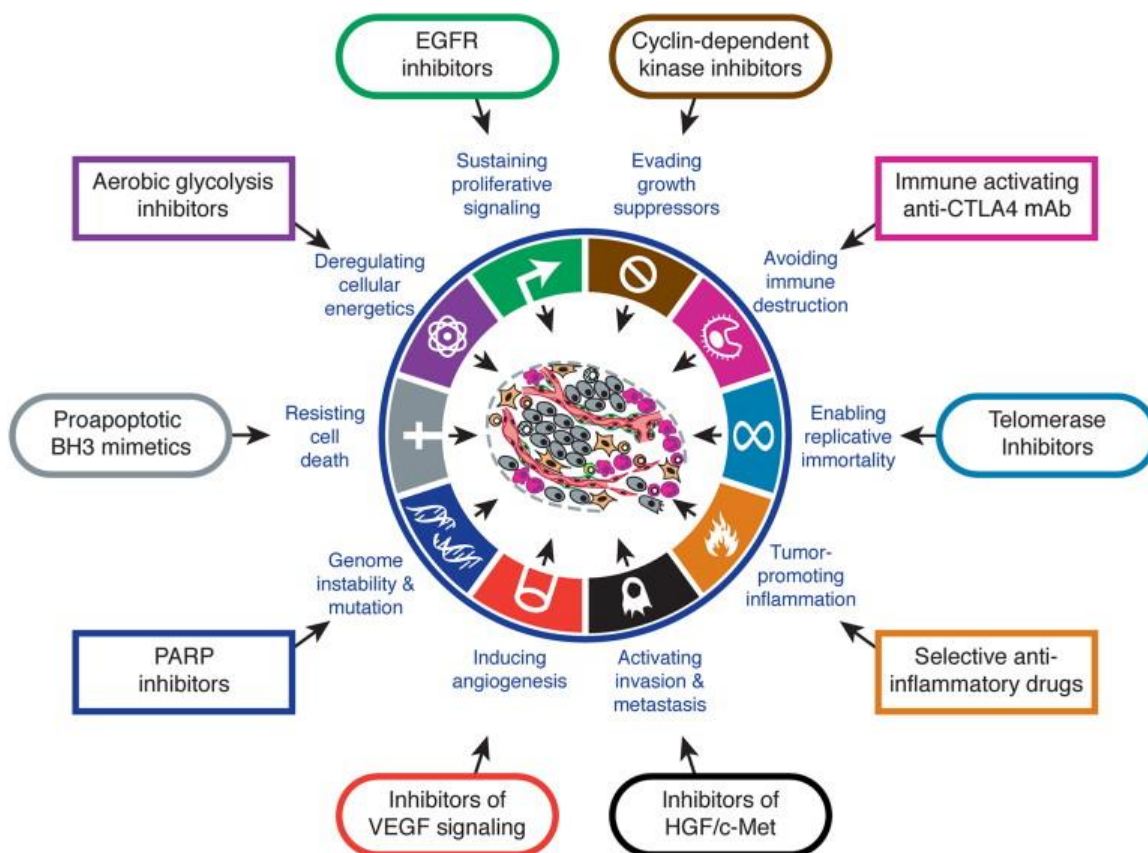 EGFR
inhibitors
Cyclin-dependent
kinase inhibitors
Sustaining
proliferative
signaling
Evading
growth
suppressors
Aerobic glycolysis
inhibitors
Immune activating
anti-CTLA4 mAb
Deregulating
cellular
energetics
Avoiding
immune
destruction
Proapoptotic
BH3 mimetics
Resisting
cell
death
Enabling
replicative
immortality
Telomerase
Inhibitors
Genome
instability &
mutation
Tumor-
promoting
inflammation
PARP
inhibitors
Inducing
angiogenesis
Activating
invasion &
metastasis
Selective anti-
inflammatory drugs
Inhibitors of
VEGF signaling
Inhibitors of
HGF/c-Met